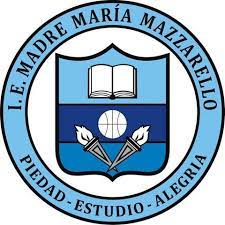 I.E. MADRE MARÍA MAZZARELLO
PIEDAD - ESTUDIO - ALEGRIA